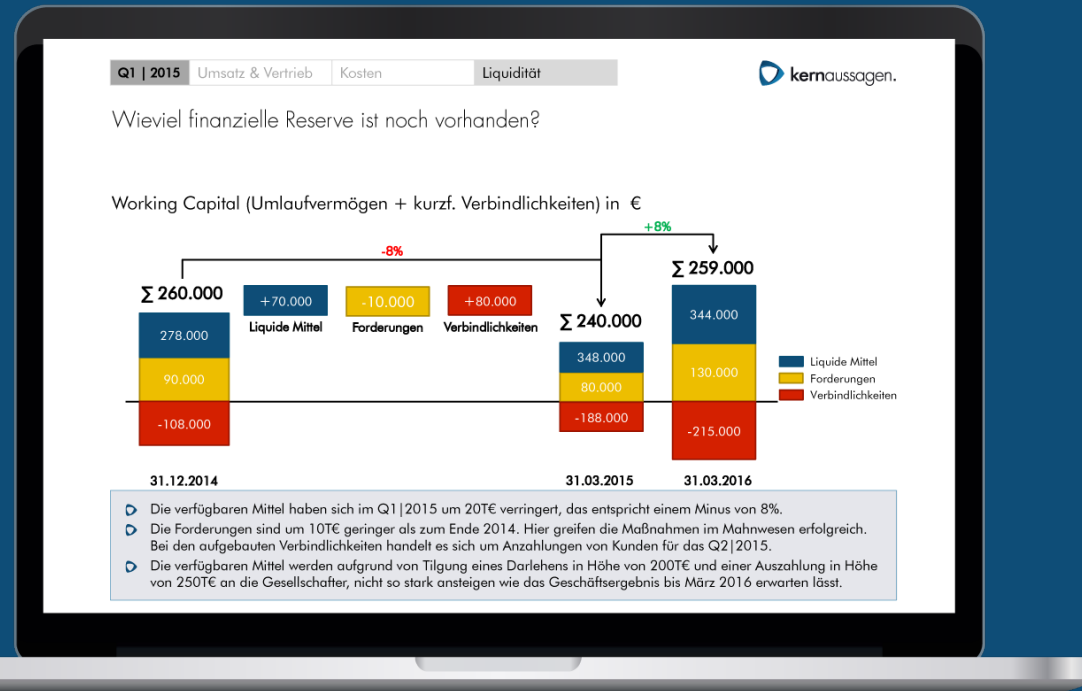 Q1 | 2015 Umsatz & Vertrieb Kosten Liquidität
kernaussagen.
Wieviel finanzielle Reserve ist noch vorhanden?
Working Capital (Umlaufvermögen + kurzf. Verbindlichkeiten) in €
+8%
-8%
∑ 260.000
278.000
90.000
-108.000
31.12.2014
+70.000
Liquide Mittel
-10.000
Forderungen
+80.000
Verbindlichkeiten
∑ 240.000
348.000
80.000
-188.000
31.03.2015
∑ 259.000
344.000
130.000
-215.000
31.03.2016
Liquide Mittel
Forderungen
Verbindlichkeiten
Die verfügbaren Mittel haben sich im Q1|2015 um 20T€ verringert, das entspricht einem Minus von 8%.
Die Forderungen sind um 10T€ geringer als zum Ende 2014. Hier greifen die Maßnahmen im Mahnwesen erfolgreich.
Bei den aufgebauten Verbindlichkeiten handelt es sich um Anzahlungen von Kunden für das Q2|2015.
Die verfügbaren Mittel werden aufgrund von Tilgung eines Darlehens in Höhe von 200T€ und einer Auszahlung in Höhe
von 250T€ an die Gesellschafter, nicht so stark ansteigen wie das Geschäftsergebnis bis März 2016 erwarten lässt.